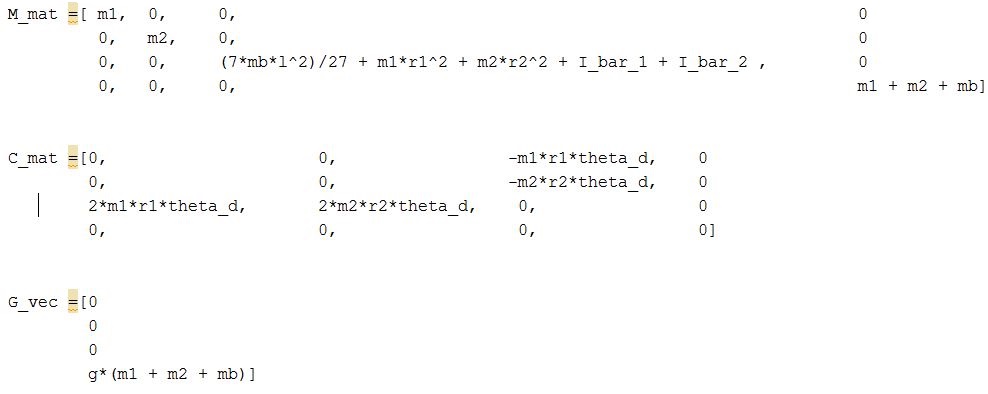 M_mat =[ m1, 0, 0, 0
0, m2, 0, 0
0, 0, (7*mb*l^2)/27 + m1*r1^2 + m2*r2^2 + I_bar_1 + I_bar_2 , 0
0, 0, 0, m1 + m2 + mb]
C_mat =[0, 0, -m1*r1*theta_d, 0
0, 0, -m2*r2*theta_d, 0
2*m1*r1*theta_d, 2*m2*r2*theta_d, 0, 0
0, 0, 0, 0]
G_vec =[0
0
0
g*(m1 + m2 + mb)]